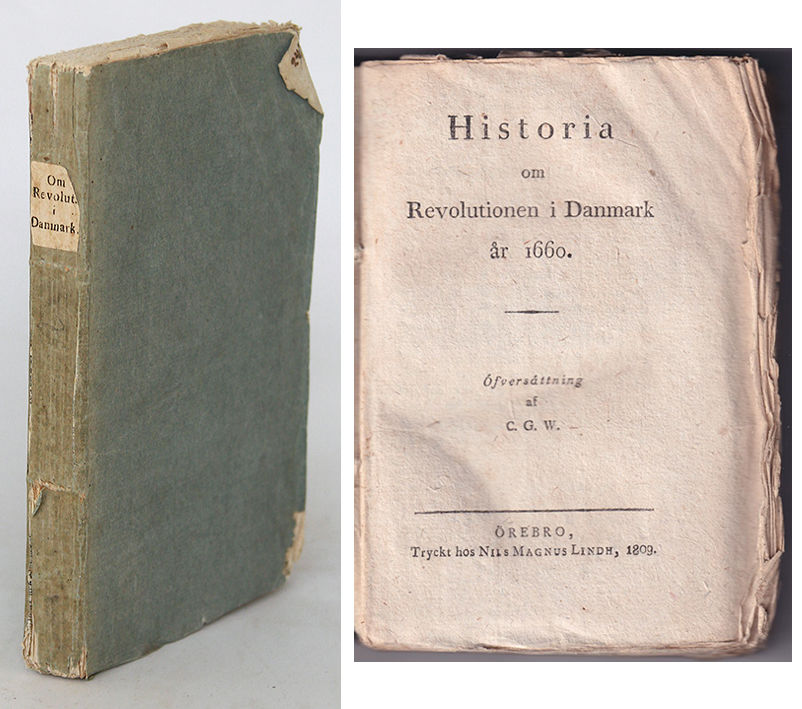 Om
Revolut.
i
Danmark.
Historia
om
Revolutionen i Danmark
år 1660.
Öfversättning
af
C. G. W.
ÖREBRO,
Tryckt hos NILS MAGNUS LINDH, 1809.